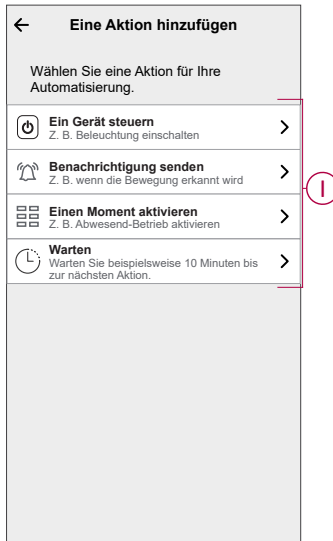 Eine Aktion hinzufügen
Wählen Sie eine Aktion für Ihre
Automatisierung.
Ein Gerät steuern
Z. B. Beleuchtung einschalten
Benachrichtigung senden
Z. B. wenn die Bewegung erkannt wird
Einen Moment aktivieren
Z. B. Abwesend-Betrieb aktivieren
Warten
Warten Sie beispielsweise 10 Minuten bis
zur nächsten Aktion.
I